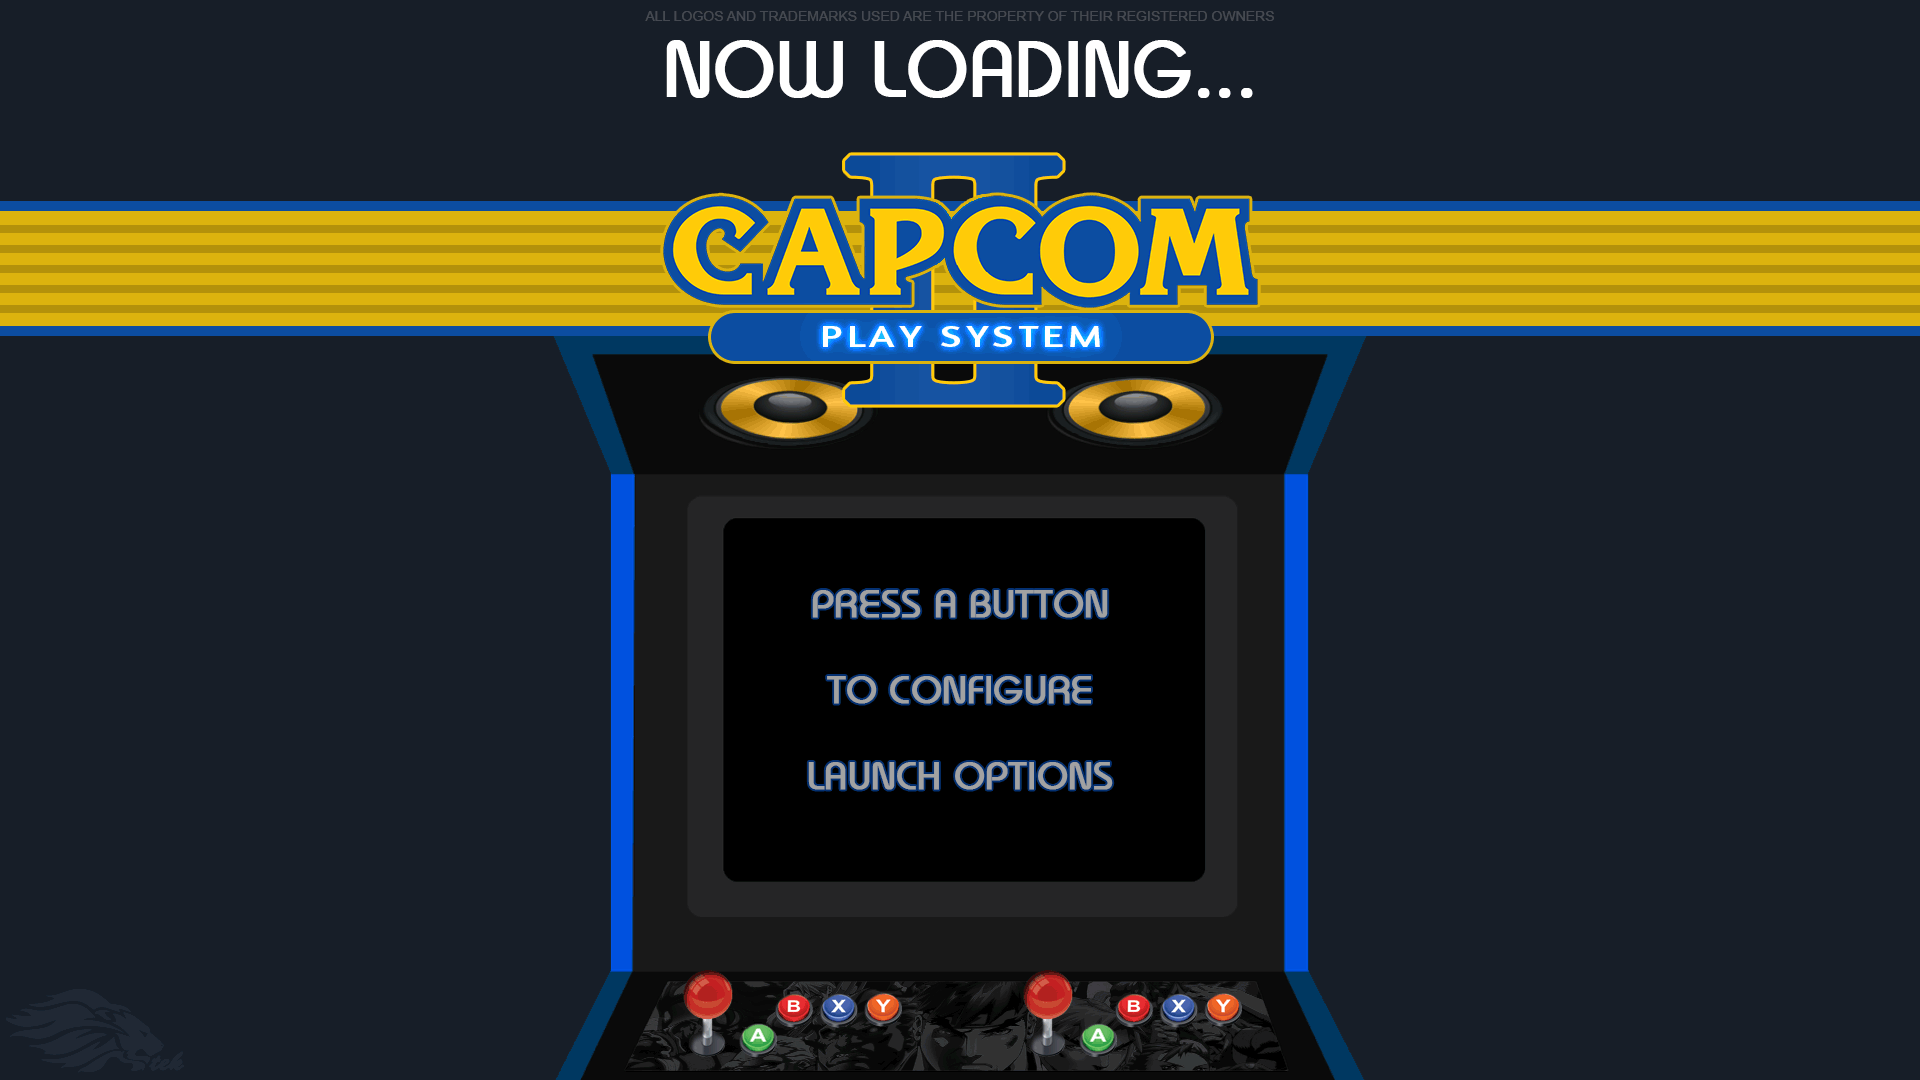 ALL LOGOS AND TRADEMARKS USED ARE THE PROPERTY OF THEIR REGISTERED OWNERS
NOW LOADING...
II
CAPCOM
PLAY SYSTEM
PRESS A BUTTON
TO CONFIGURE
LAUNCH OPTIONS
B X Y B X Y
A A